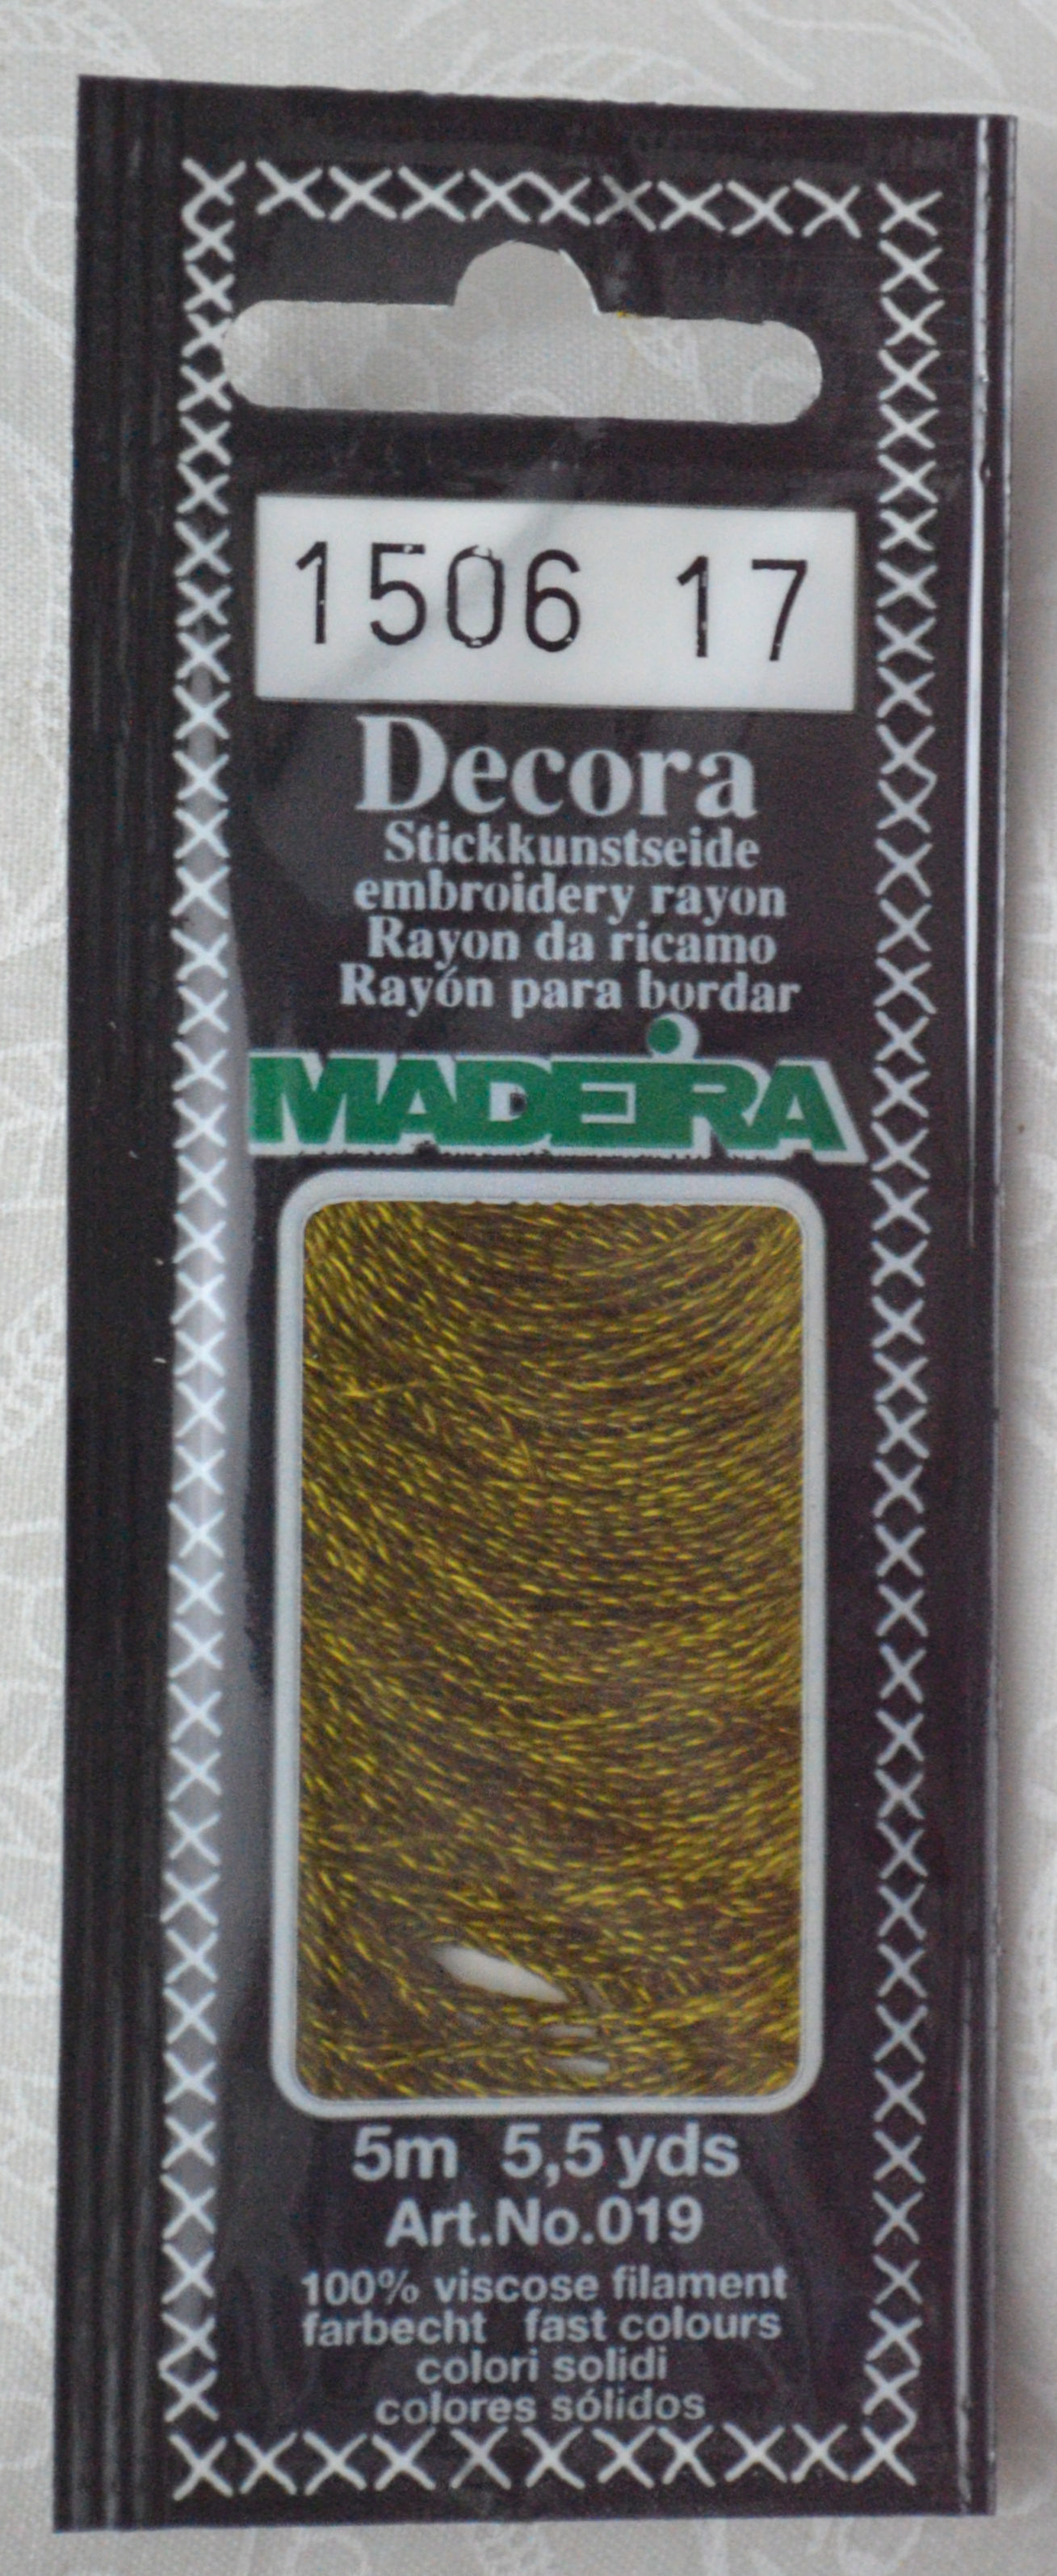 1506 17
Decora
Stickkunstseide
embroidery rayon
Rayon da ricamo
Rayón para bordar
MADEIRA
5m 5,5 yds
Art.No.019
100% viscose filament
farbecht fast colours
colori solidi
colores sólidos